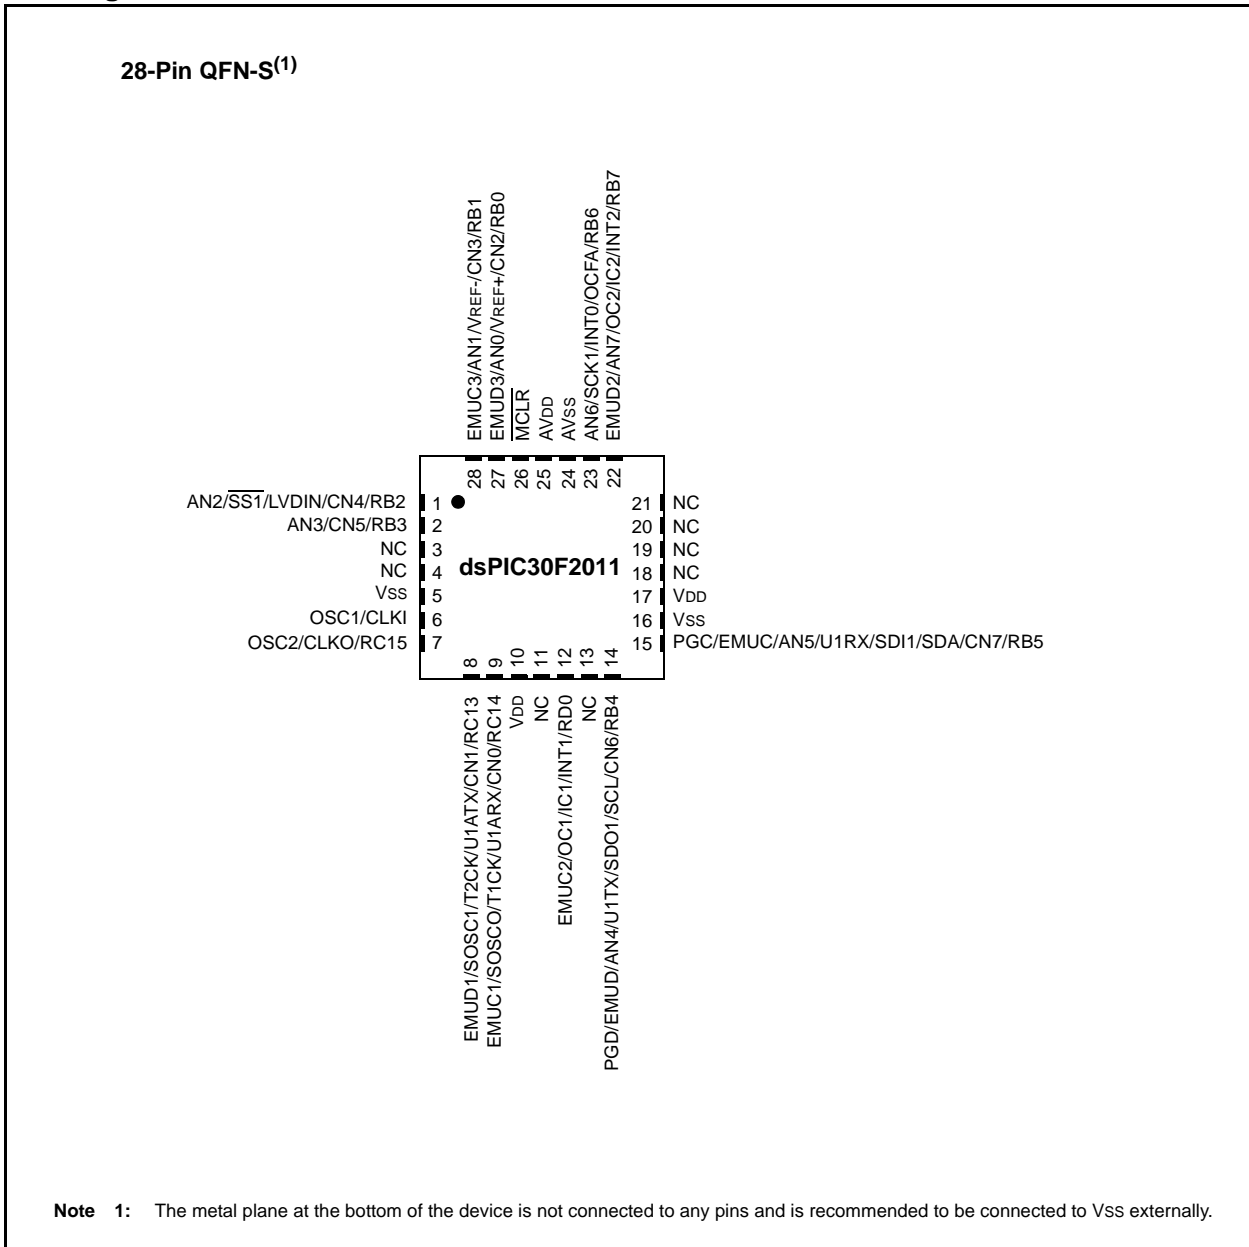 28-Pin QFN-S(1)
EMUC3/AN1/VREF-/CN3/RB1
EMUD3/AN0/VREF+/CN2/RB0
MCLR
AVDD
AVSS
AN6/SCK1/INT0/OCFA/RB6
EMUD2/AN7/OC2/IC2/INT2/RB7
28 27 26 25 24 23 22
AN2/SS1/LVDIN/CN4/RB2 1
AN3/CN5/RB3 2
NC 3
NC 4
VSS 5
OSC1/CLKI 6
OSC2/CLKO/RC15 7
dsPIC30F2011
21 NC
20 NC
19 NC
18 NC
17 VDD
16 VSS
15 PGC/EMUC/AN5/U1RX/SDI1/SDA/CN7/RB5
8 9 10 11 12 13 14
EMUD1/SOSC1/T2CK/U1ATX/CN1/RC13
EMUC1/SOSCO/T1CK/U1ARX/CN0/RC14
VDD
NC
EMUC2/OC1/IC1/INT1/RD0
NC
PGD/EMUD/AN4/U1TX/SDO1/SCL/CN6/RB4
Note 1: The metal plane at the bottom of the device is not connected to any pins and is recommended to be connected to VSS externally.